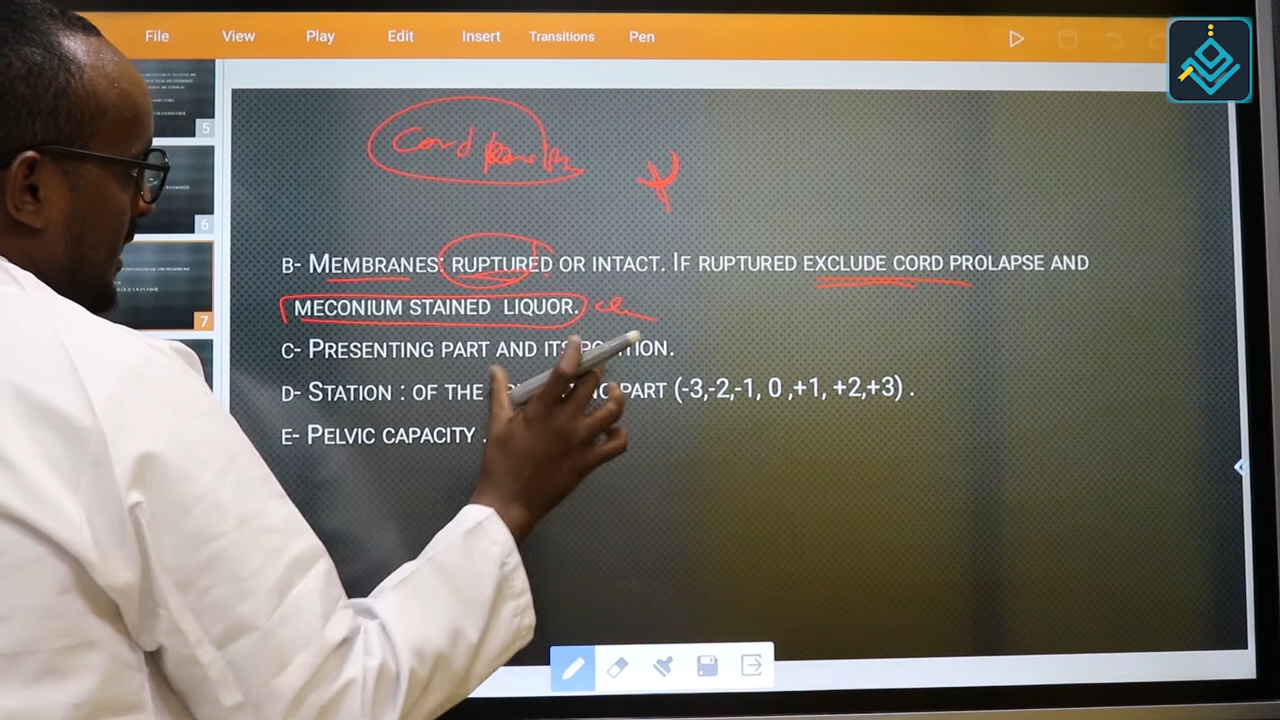 File View Play Edit Insert Transitions Pen
5
6
7
Cord
B- MEMBRANES: RUPTURED OR INTACT. IF RUPTURED EXCLUDE CORD PROLAPSE AND
MECONIUM STAINED LIQUOR.
C- PRESENTING PART AND ITS POSITION.
D- STATION : OF THE PART (-3,-2,-1, 0 ,+1, +2,+3) .
E- PELVIC CAPACITY .